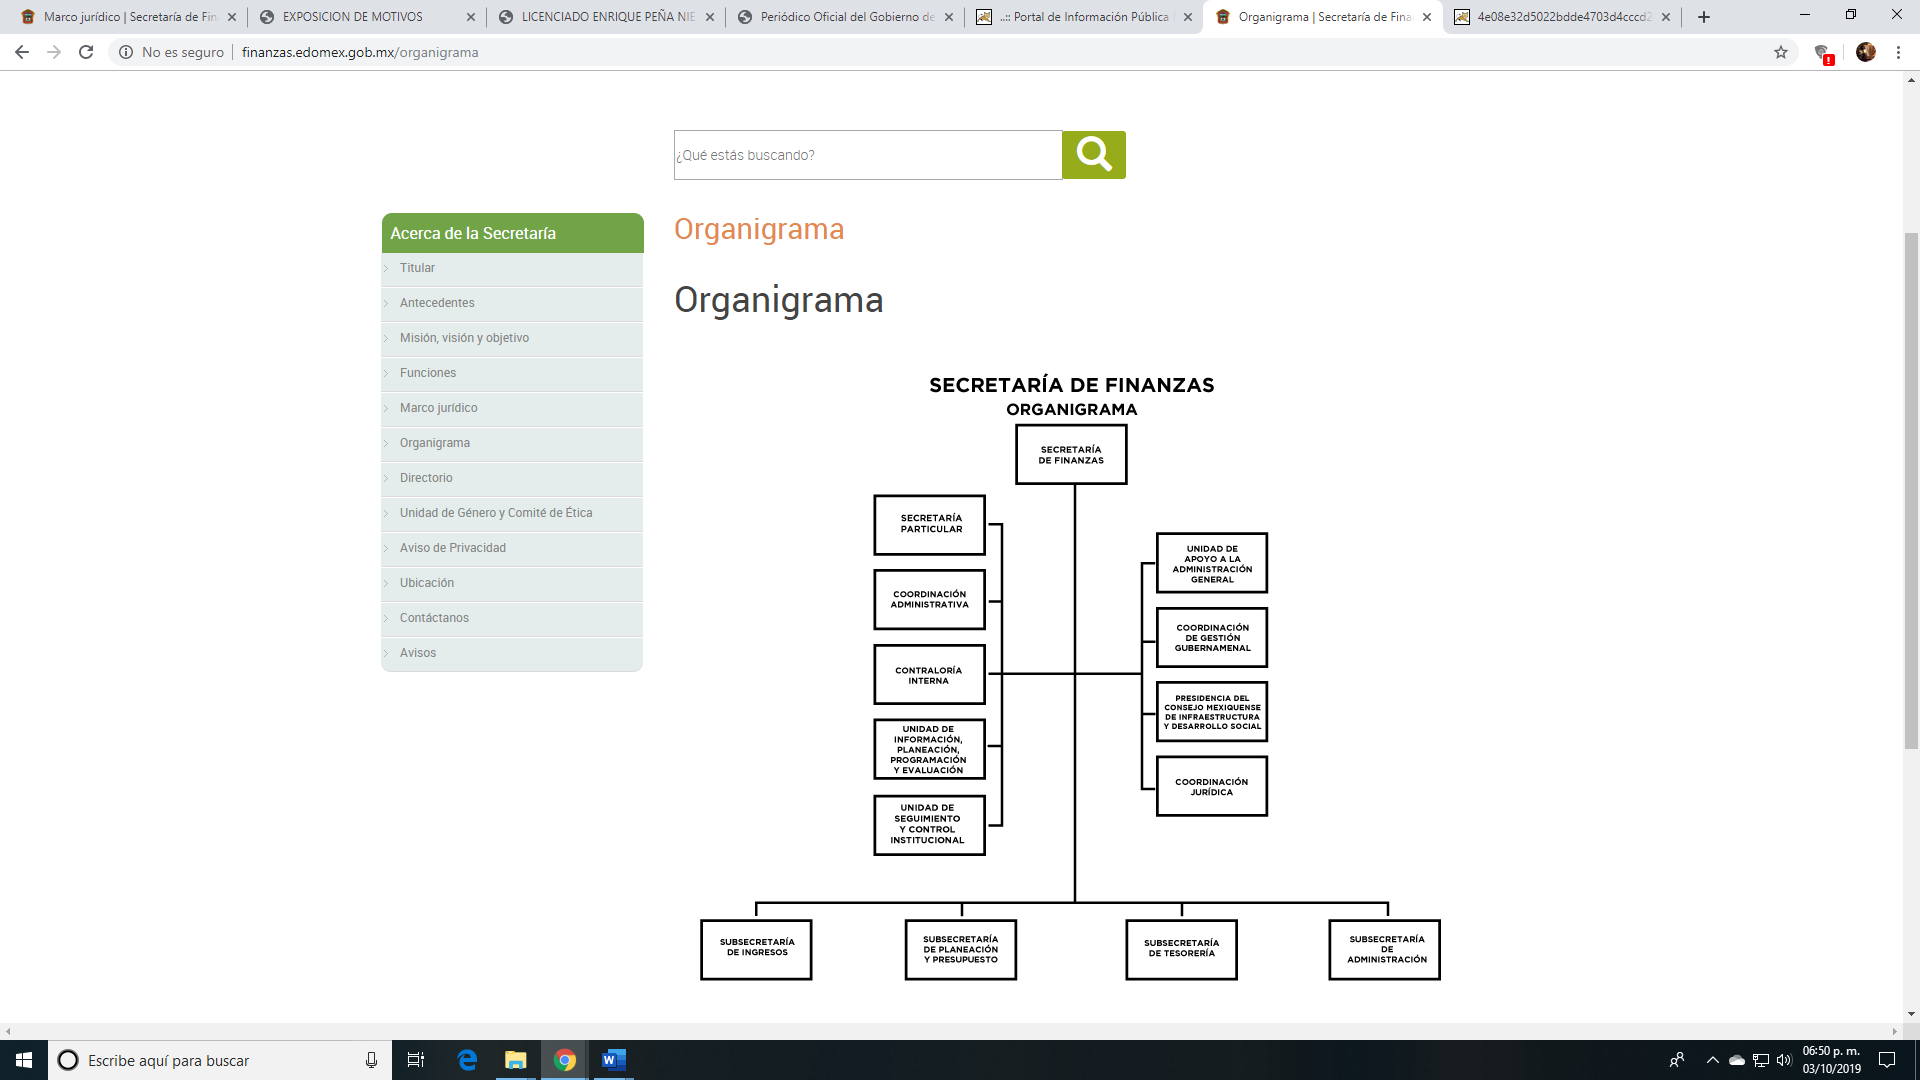 Marco jurídico | Secretaría de Fin
EXPOSICION DE MOTIVOS
LICENCIADO ENRIQUE PEÑA NIE
Periódico Oficial del Gobierno de
..:: Portal de Información Pública
Organigrama | Secretaría de Fina
4e08e32d5022bdde4703d4cccd2
No es seguro
finanzas.edomex.gob.mx/organigrama
¿Qué estás buscando?
Acerca de la Secretaría
Titular
Antecedentes
Misión, visión y objetivo
Funciones
Marco jurídico
Organigrama
Directorio
Unidad de Género y Comité de Ética
Aviso de Privacidad
Ubicación
Contáctanos
Avisos
Organigrama
Organigrama
SECRETARÍA DE FINANZAS
ORGANIGRAMA
SECRETARÍA
DE FINANZAS
SECRETARÍA
PARTICULAR
COORDINACIÓN
ADMINISTRATIVA
CONTRALORÍA
INTERNA
UNIDAD DE
INFORMACIÓN,
PLANEACIÓN,
PROGRAMACIÓN
Y EVALUACIÓN
UNIDAD DE
SEGUIMIENTO
Y CONTROL
INSTITUCIONAL
UNIDAD DE
APOYO A LA
ADMINISTRACIÓN
GENERAL
COORDINACIÓN
DE GESTIÓN
GUBERNAMENAL
PRESIDENCIA DEL
CONSEJO MEXIQUENSE
DE INFRAESTRUCTURA
Y DESARROLLO SOCIAL
COORDINACIÓN
JURÍDICA
SUBSECRETARÍA
DE INGRESOS
SUBSECRETARÍA
DE PLANEACIÓN
Y PRESUPUESTO
SUBSECRETARÍA
DE TESORERÍA
SUBSECRETARÍA
DE
ADMINISTRACIÓN
Escribe aquí para buscar
06:50 p. m.
03/10/2019